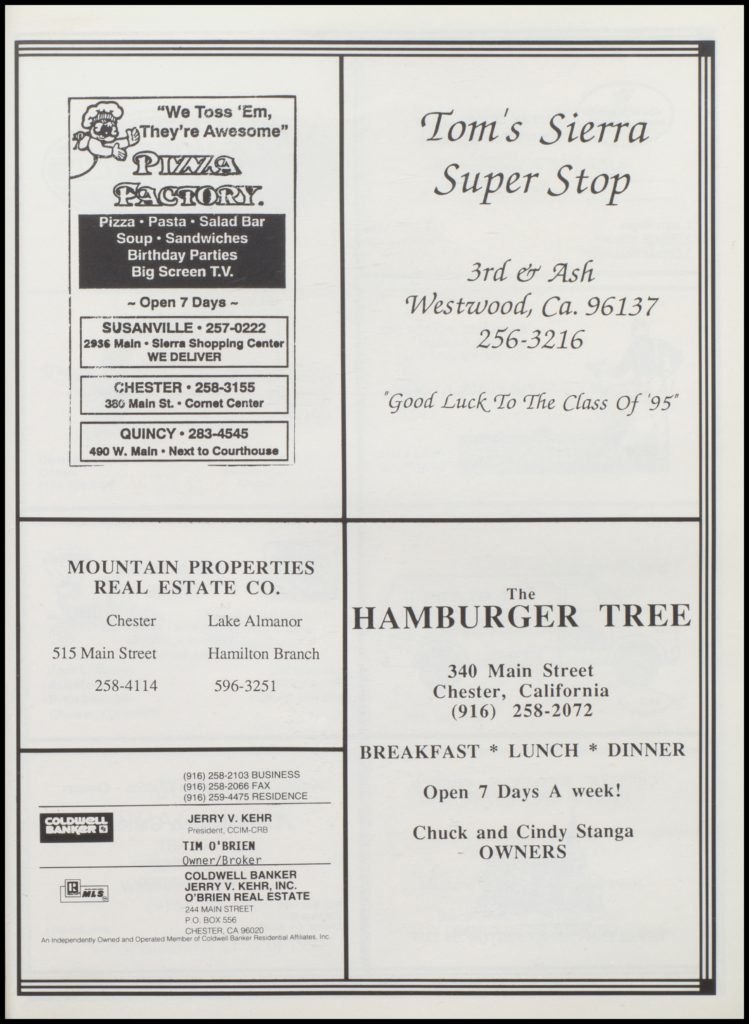 "We Toss 'Em,
They're Awesome"
PIZZA
FACTORY.
Pizza • Pasta • Salad Bar
Soup • Sandwiches
Birthday Parties
Big Screen T.V.
~ Open 7 Days ~
SUSANVILLE • 257-0222
2936 Main • Sierra Shopping Center
WE DELIVER
CHESTER • 258-3155
380 Main St. • Cornet Center
QUINCY • 283-4545
490 W. Main • Next to Courthouse
Tom's Sierra
Super Stop
3rd & Ash
Westwood, Ca. 96137
256-3216
"Good Luck To The Class Of '95"
MOUNTAIN PROPERTIES
REAL ESTATE CO.
Chester Lake Almanor
515 Main Street Hamilton Branch
258-4114 596-3251
The
HAMBURGER TREE
340 Main Street
Chester, California
(916) 258-2072
BREAKFAST * LUNCH * DINNER
Open 7 Days A week!
Chuck and Cindy Stanga
- OWNERS
(916) 258-2103 BUSINESS
(916) 258-2066 FAX
(916) 259-4475 RESIDENCE
COLDWELL
BANKER
JERRY V. KEHR
President, CCIM-CRB
TIM O'BRIEN
Owner/Broker
MLS
COLDWELL BANKER
JERRY V. KEHR, INC.
O'BRIEN REAL ESTATE
244 MAIN STREET
P.O. BOX 556
CHESTER, CA 96020
An Independently Owned and Operated Member of Coldwell Banker Residential Affiliates, Inc.